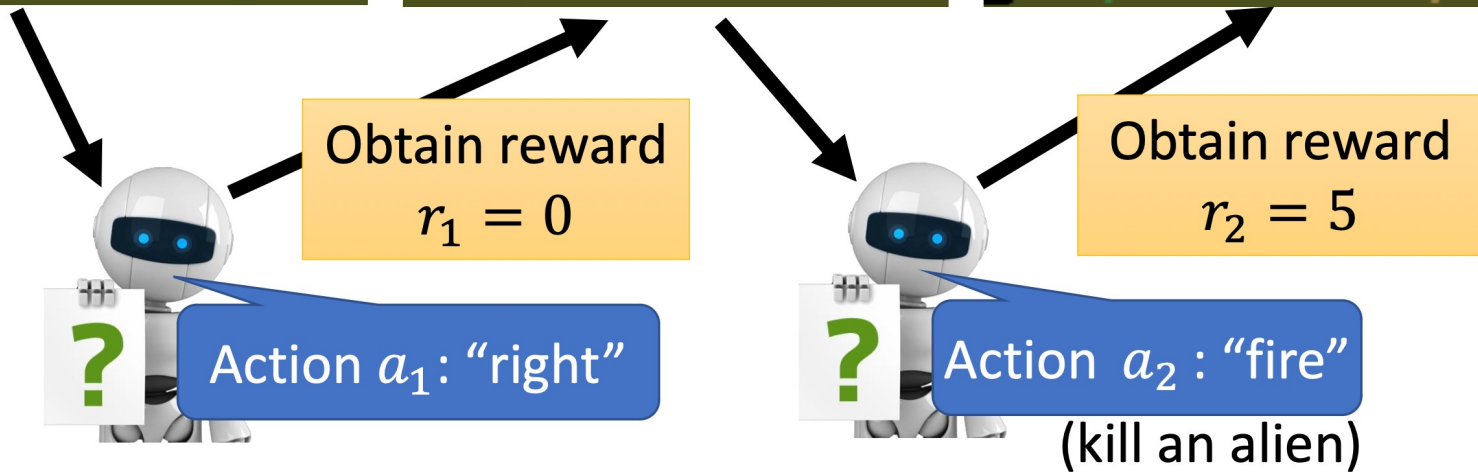 Obtain reward
r₁ = 0
?
Action a₁: “right”
Obtain reward
r₂ = 5
?
Action a₂ : “fire”
(kill an alien)